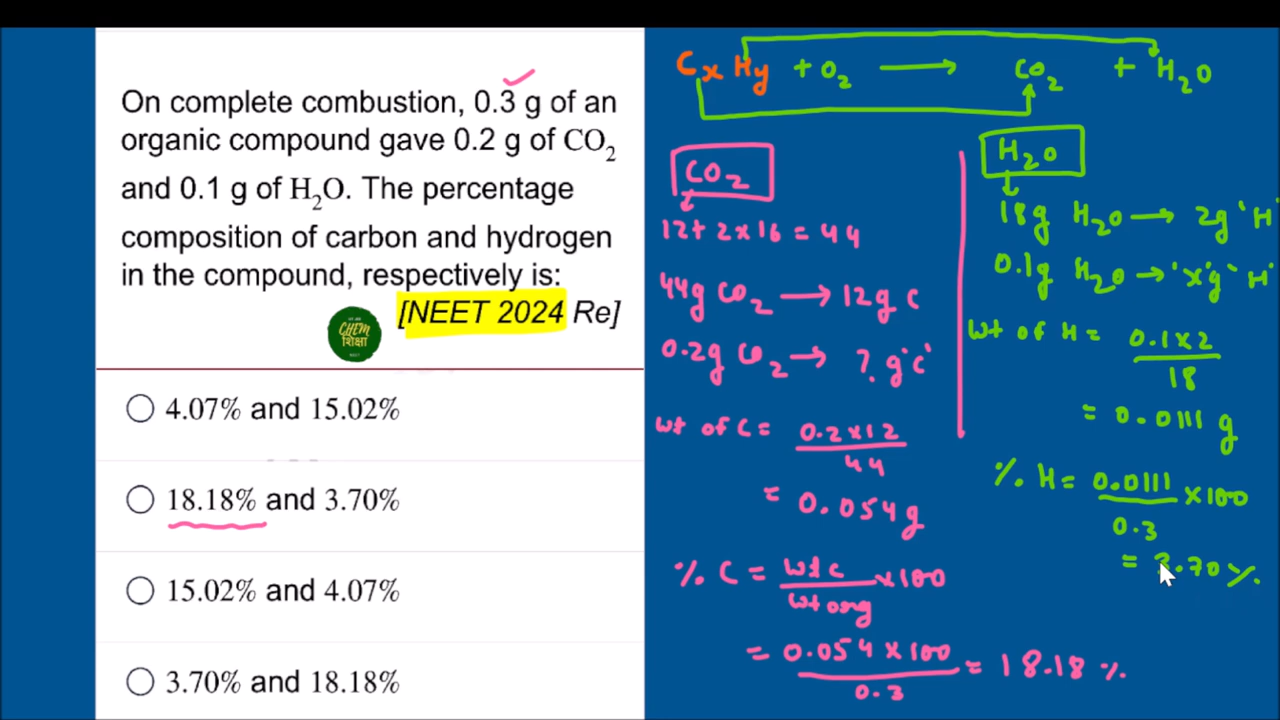 On complete combustion, 0.3 g of an
organic compound gave 0.2 g of CO₂
and 0.1 g of H₂O. The percentage
composition of carbon and hydrogen
in the compound, respectively is:
[NEET 2024 Re]
CHEM
शिक्षा
4.07% and 15.02%
18.18% and 3.70%
15.02% and 4.07%
3.70% and 18.18%
CxHy + O₂ → CO₂ + H₂O
CO₂
12+2×16=44
44g CO₂ → 12g C
0.2g CO₂ → ? g 'C'
wt of C = 0.2×12
44
= 0.054g
% C = wt C ×100
wt org
= 0.054 × 100 = 18.18 %
0.3
H₂O
18g H₂O → 2g 'H'
0.1g H₂O → 'x'g 'H'
wt of H = 0.1×2
18
= 0.0111 g
% H = 0.0111 ×100
0.3
= 3.70 %